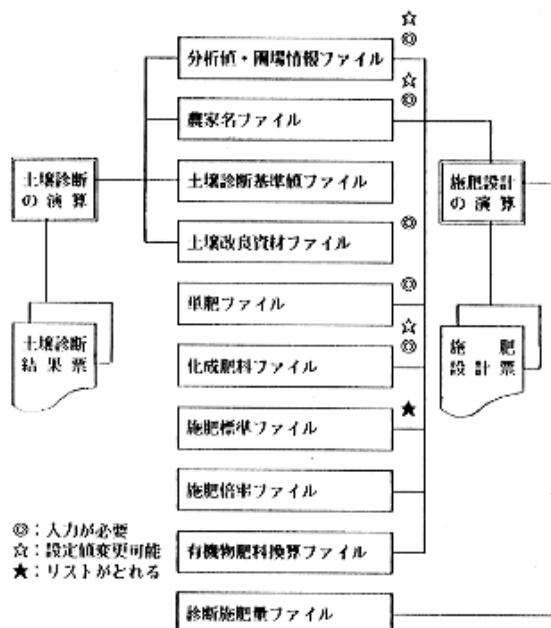 ☆
◎
分析値・圃場情報ファイル
☆
◎
農家名ファイル
土壌診断
の演算
土壌診断基準値ファイル
施肥設計
の演算
◎
土壌改良資材ファイル
◎
単肥ファイル
☆
◎
土壌診断
結果票
化成肥料ファイル
施肥
設計票
★
施肥標準ファイル
施肥倍率ファイル
◎：入力が必要
☆：設定値変更可能
★：リストがとれる
有機物肥料換算ファイル
診断施肥量ファイル